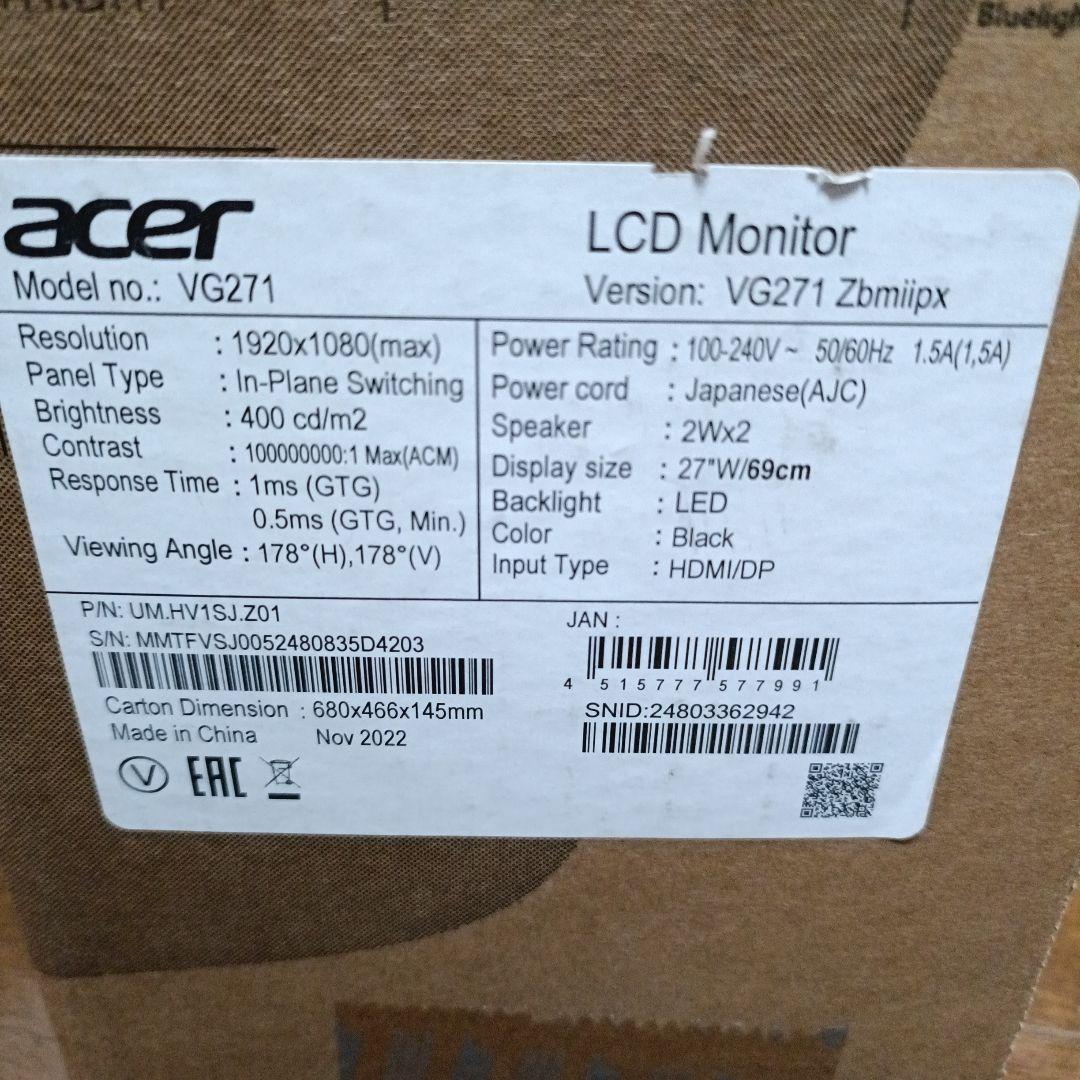 acer
Model no.: VG271
LCD Monitor
Version: VG271 Zbmiipx
Resolution : 1920x1080(max)
Panel Type : In-Plane Switching
Brightness : 400 cd/m2
Contrast : 100000000:1 Max(ACM)
Response Time : 1ms (GTG)
0.5ms (GTG, Min.)
Viewing Angle : 178°(H),178°(V)
Power Rating : 100-240V~ 50/60Hz 1.5A(1,5A)
Power cord : Japanese(AJC)
Speaker : 2Wx2
Display size : 27"W/69cm
Backlight : LED
Color : Black
Input Type : HDMI/DP
P/N: UM.HV1SJ.Z01
S/N: MMTFVSJ0052480835D4203
Carton Dimension : 680x466x145mm
Made in China Nov 2022
V EAC
JAN :
4 515777 577991
SNID:24803362942